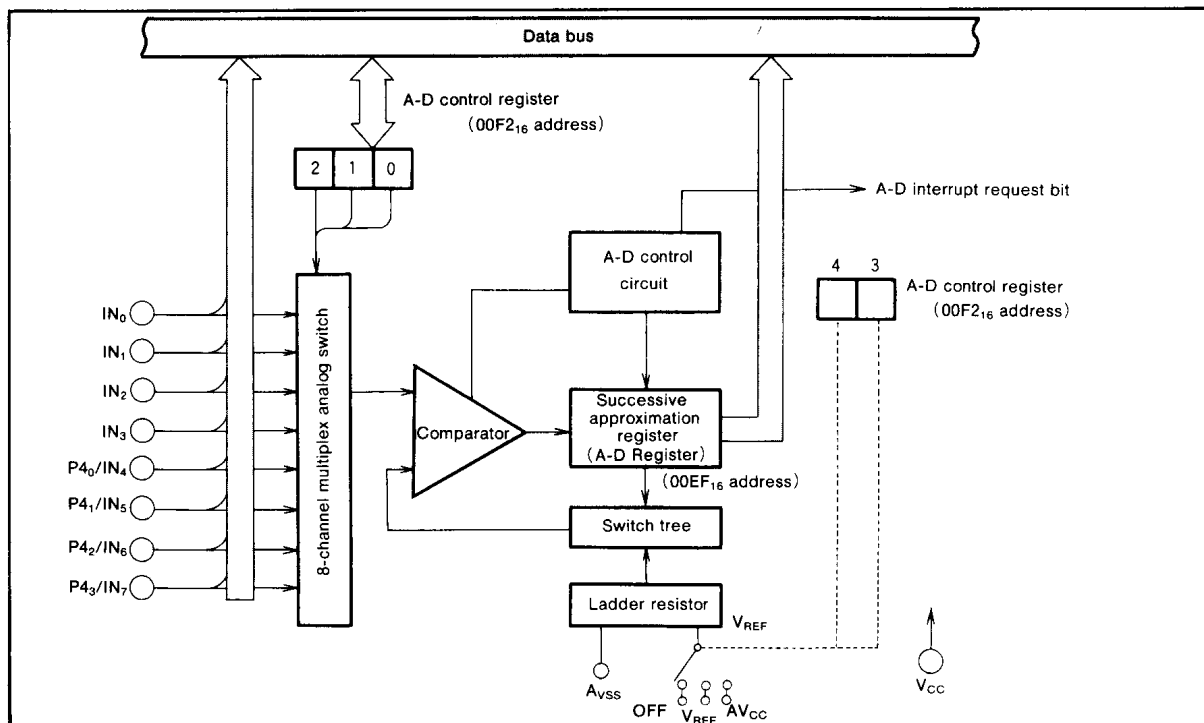 Data bus
A-D control register
(00F2₁₆ address)
2 1 0
A-D interrupt request bit
A-D control
circuit
4 3
A-D control register
(00F2₁₆ address)
8-channel multiplex analog switch
IN₀
IN₁
IN₂
IN₃
P4₀/IN₄
P4₁/IN₅
P4₂/IN₆
P4₃/IN₇
Comparator
Successive
approximation
register
(A-D Register)
(00EF₁₆ address)
Switch tree
Ladder resistor
V_REF
A_VSS
OFF V_REF AV_CC
V_CC